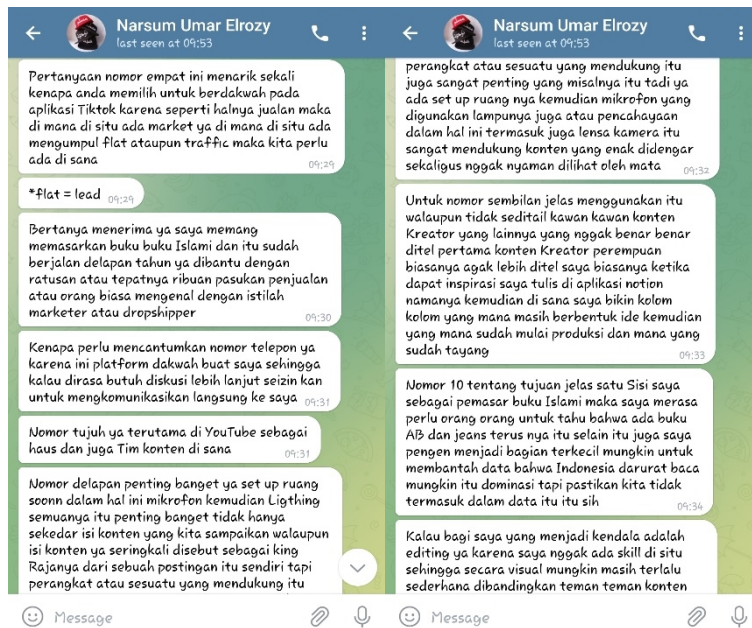 Narsum Umar Elrozy
last seen at 09:53
Pertanyaan nomor empat ini menarik sekali
kenapa anda memilih untuk berdakwah pada
aplikasi Tiktok karena seperti halnya jualan maka
di mana di situ ada market ya di mana di situ ada
mengumpul flat ataupun traffic maka kita perlu
ada di sana
09:29
*flat = lead 09:29
Bertanya menerima ya saya memang
memasarkan buku buku Islami dan itu sudah
berjalan delapan tahun ya dibantu dengan
ratusan atau tepatnya ribuan pasukan penjualan
atau orang biasa mengenal dengan istilah
marketer atau dropshipper 09:30
Kenapa perlu mencantumkan nomor telepon ya
karena ini platform dakwah buat saya sehingga
kalau dirasa butuh diskusi lebih lanjut seizin kan
untuk mengkomunikasikan langsung ke saya 09:31
Nomor tujuh ya terutama di YouTube sebagai
haus dan juga Tim konten di sana 09:31
Nomor delapan penting banget ya set up ruang
soonn dalam hal ini mikrofon kemudian Ligthing
semuanya itu penting banget tidak hanya
sekedar isi konten yang kita sampaikan walaupun
isi konten ya seringkali disebut sebagai king
Rajanya dari sebuah postingan itu sendiri tapi
perangkat atau sesuatu yang mendukung itu
Message
Narsum Umar Elrozy
last seen at 09:53
perangkat atau sesuatu yang mendukung itu
juga sangat penting yang misalnya itu tadi ya
ada set up ruang nya kemudian mikrofon yang
digunakan lampunya juga atau pencahayaan
dalam hal ini termasuk juga lensa kamera itu
sangat mendukung konten yang enak didengar
sekaligus nggak nyaman dilihat oleh mata 09:32
Untuk nomor sembilan jelas menggunakan itu
walaupun tidak seditail kawan kawan konten
Kreator yang lainnya yang nggak benar benar
ditel pertama konten Kreator perempuan
biasanya agak lebih ditel saya biasanya ketika
dapat inspirasi saya tulis di aplikasi notion
namanya kemudian di sana saya bikin kolom
kolom yang mana masih berbentuk ide kemudian
yang mana sudah mulai produksi dan mana yang
sudah tayang 09:33
Nomor 10 tentang tujuan jelas satu Sisi saya
sebagai pemasar buku Islami maka saya merasa
perlu orang orang untuk tahu bahwa ada buku
AB dan jeans terus nya itu selain itu juga saya
pengen menjadi bagian terkecil mungkin untuk
membantah data bahwa Indonesia darurat baca
mungkin itu dominasi tapi pastikan kita tidak
termasuk dalam data itu itu sih 09:34
Kalau bagi saya yang menjadi kendala adalah
editing ya karena saya nggak ada skill di situ
sehingga secara visual mungkin masih terlalu
sederhana dibandingkan teman teman konten
Message